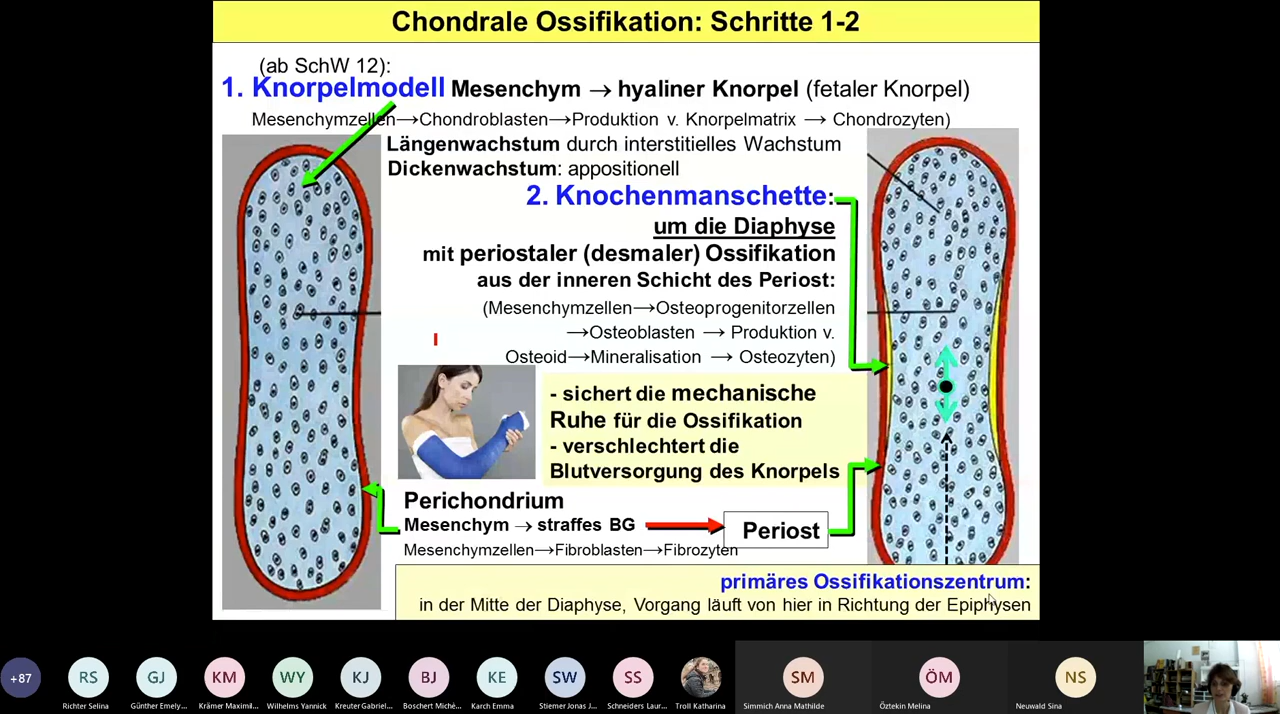 Chondrale Ossifikation: Schritte 1-2
(ab SchW 12):
1. Knorpelmodell Mesenchym → hyaliner Knorpel (fetaler Knorpel)
Mesenchymzellen→Chondroblasten→Produktion v. Knorpelmatrix → Chondrozyten)
Längenwachstum durch interstitielles Wachstum
Dickenwachstum: appositionell
2. Knochenmanschette:
um die Diaphyse
mit periostaler (desmaler) Ossifikation
aus der inneren Schicht des Periost:
(Mesenchymzellen→Osteoprogenitorzellen
→Osteoblasten → Produktion v.
Osteoid→Mineralisation → Osteozyten)
- sichert die mechanische
Ruhe für die Ossifikation
- verschlechtert die
Blutversorgung des Knorpels
Perichondrium
Mesenchym → straffes BG
Periost
Mesenchymzellen→Fibroblasten→Fibrozyten
primäres Ossifikationszentrum:
in der Mitte der Diaphyse, Vorgang läuft von hier in Richtung der Epiphysen
+87
RS
GJ
KM
WY
KJ
BJ
KE
SW
SS
SM
ÖM
NS
Richter Selina
Günther Emely...
Krämer Maximil...
Wilhelms Yannick
Kreuter Gabriel...
Boschert Miché...
Karch Emma
Stiemer Jonas J...
Schneiders Laur...
Troll Katharina
Simmich Anna Mathilde
Öztekin Melina
Neuwald Sina